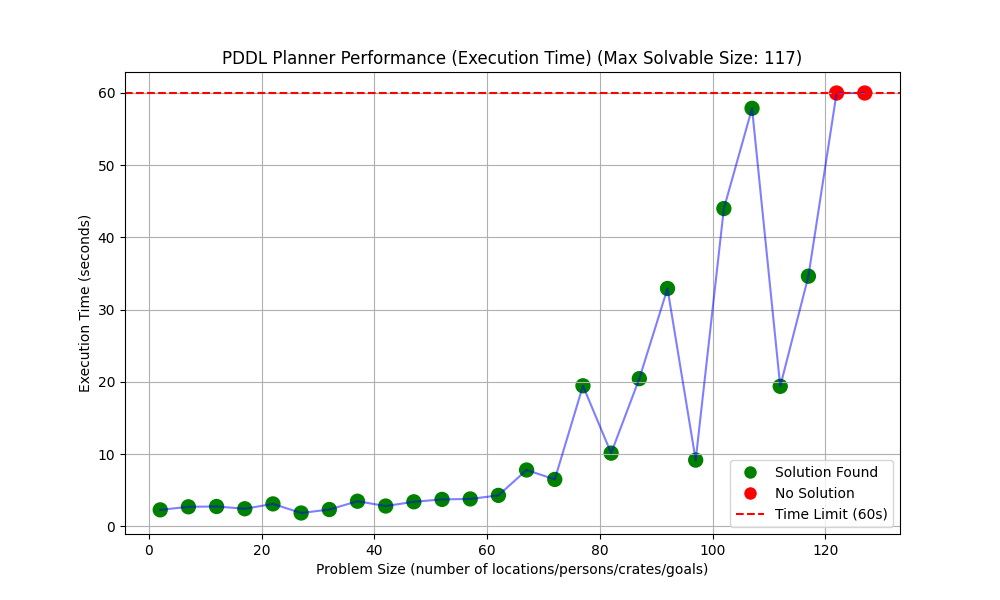 PDDL Planner Performance (Execution Time) (Max Solvable Size: 117)
60
50
40
30
20
10
0
Execution Time (seconds)
Solution Found
No Solution
Time Limit (60s)
0 20 40 60 80 100 120
Problem Size (number of locations/persons/crates/goals)